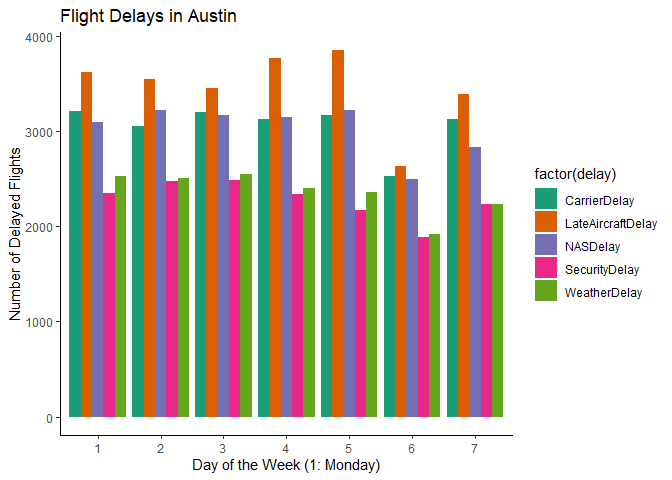 Flight Delays in Austin
4000
3000
2000
1000
0
Number of Delayed Flights
1 2 3 4 5 6 7
Day of the Week (1: Monday)
factor(delay)
CarrierDelay
LateAircraftDelay
NASDelay
SecurityDelay
WeatherDelay